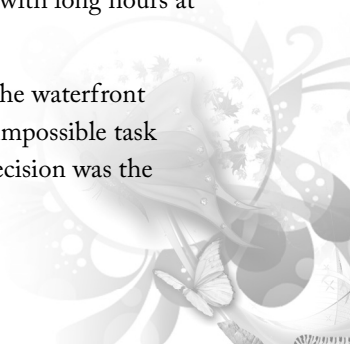 with long hours at
he waterfront
mpossible task
ecision was the